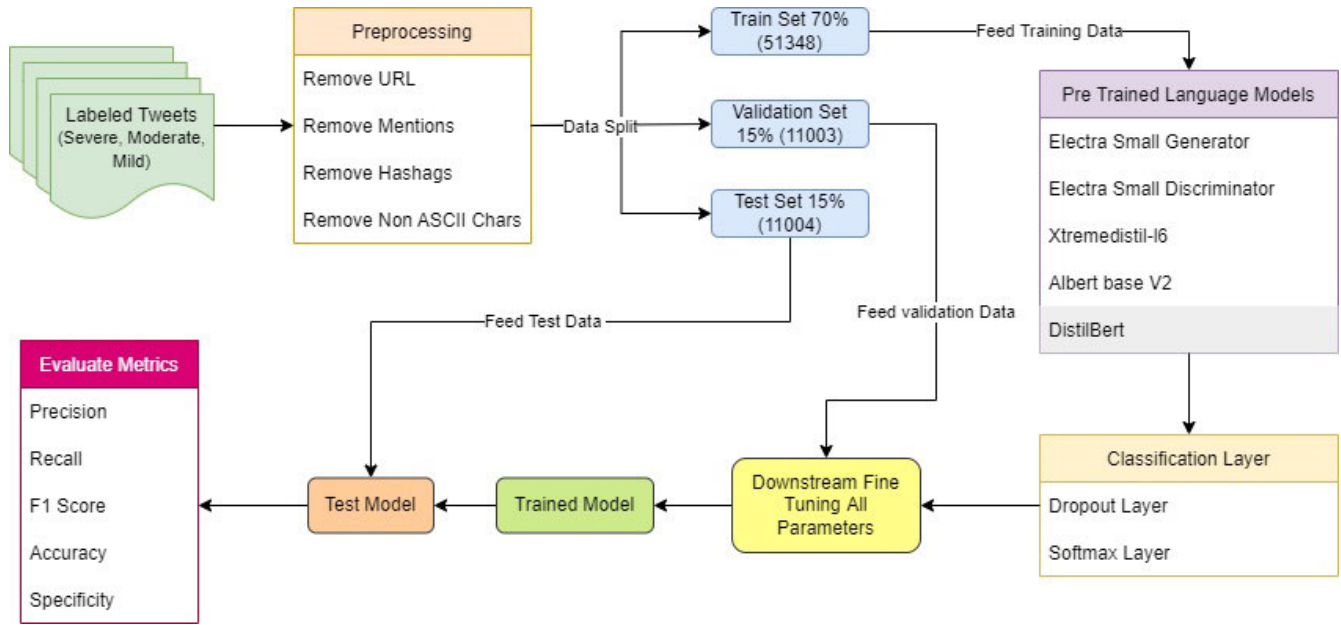 Labeled Tweets
(Severe, Moderate,
Mild)
Preprocessing
Remove URL
Remove Mentions
Remove Hashags
Remove Non ASCII Chars
Data Split
Train Set 70%
(51348)
Validation Set
15% (11003)
Test Set 15%
(11004)
Feed Training Data
Pre Trained Language Models
Electra Small Generator
Electra Small Discriminator
Xtremedistil-l6
Albert base V2
DistilBert
Feed Test Data
Feed validation Data
Classification Layer
Dropout Layer
Softmax Layer
Downstream Fine
Tuning All
Parameters
Trained Model
Test Model
Evaluate Metrics
Precision
Recall
F1 Score
Accuracy
Specificity